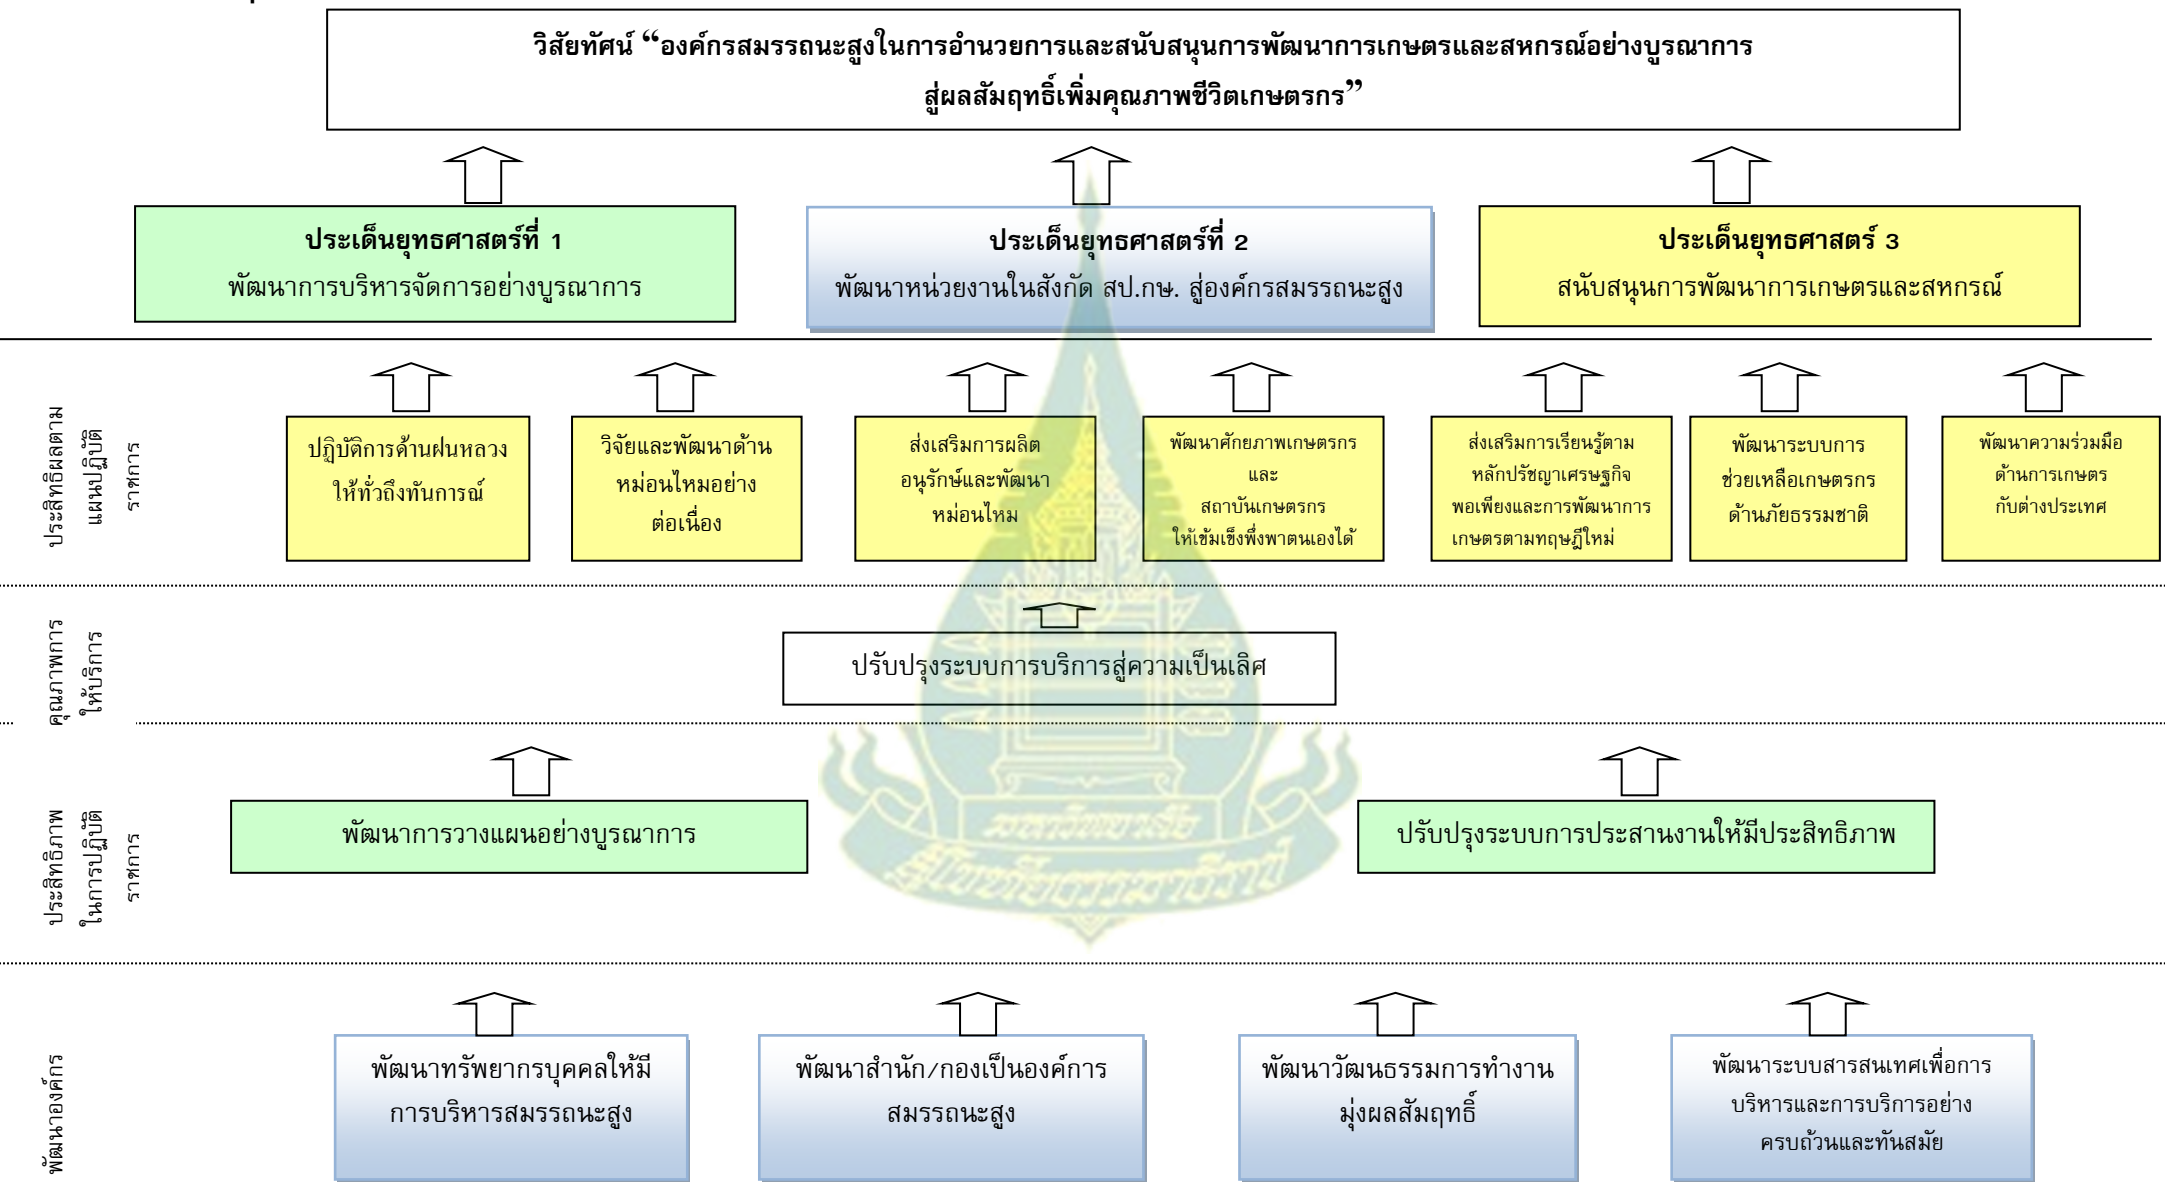 วิสัยทัศน์ “องค์กรสมรรถนะสูงในการอำนวยการและสนับสนุนการพัฒนาการเกษตรและสหกรณ์อย่างบูรณาการ
สู่ผลสัมฤทธิ์เพิ่มคุณภาพชีวิตเกษตรกร”
ประเด็นยุทธศาสตร์ที่ 1
พัฒนาการบริหารจัดการอย่างบูรณาการ
ประเด็นยุทธศาสตร์ที่ 2
พัฒนาหน่วยงานในสังกัด สป.กษ. สู่องค์กรสมรรถนะสูง
ประเด็นยุทธศาสตร์ 3
สนับสนุนการพัฒนาการเกษตรและสหกรณ์
ประสิทธิผลตาม
แผนปฏิบัติ
ราชการ
ปฏิบัติการด้านฝนหลวง
ให้ทั่วถึงทันการณ์
วิจัยและพัฒนาด้าน
หม่อนไหมอย่าง
ต่อเนื่อง
ส่งเสริมการผลิต
อนุรักษ์และพัฒนา
หม่อนไหม
พัฒนาศักยภาพเกษตรกร
และ
สถาบันเกษตรกร
ให้เข้มเข็งพึ่งพาตนเองได้
ส่งเสริมการเรียนรู้ตาม
หลักปรัชญาเศรษฐกิจ
พอเพียงและการพัฒนาการ
เกษตรตามทฤษฎีใหม่
พัฒนาระบบการ
ช่วยเหลือเกษตรกร
ด้านภัยธรรมชาติ
พัฒนาความร่วมมือ
ด้านการเกษตร
กับต่างประเทศ
คุณภาพการ
ให้บริการ
ปรับปรุงระบบการบริการสู่ความเป็นเลิศ
ประสิทธิภาพ
ในการปฏิบัติ
ราชการ
พัฒนาการวางแผนอย่างบูรณาการ
ปรับปรุงระบบการประสานงานให้มีประสิทธิภาพ
มหาวิทยาลัย
สุโขทัยธรรมาธิราช
พัฒนาองค์กร
พัฒนาทรัพยากรบุคคลให้มี
การบริหารสมรรถนะสูง
พัฒนาสำนัก/กองเป็นองค์การ
สมรรถนะสูง
พัฒนาวัฒนธรรมการทำงาน
มุ่งผลสัมฤทธิ์
พัฒนาระบบสารสนเทศเพื่อการ
บริหารและการบริการอย่าง
ครบถ้วนและทันสมัย